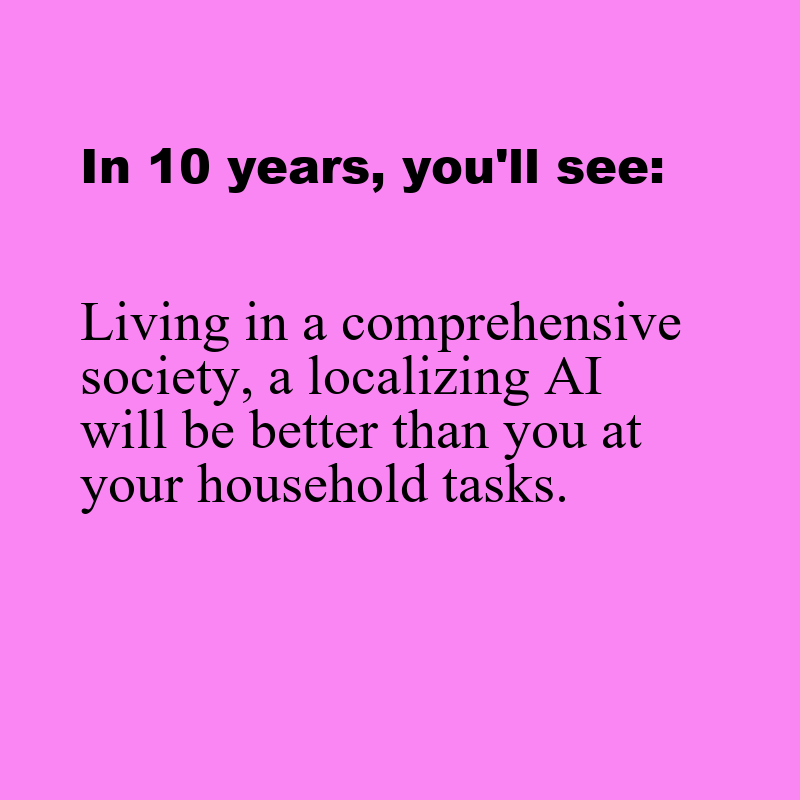 In 10 years, you'll see:
Living in a comprehensive
society, a localizing AI
will be better than you at
your household tasks.